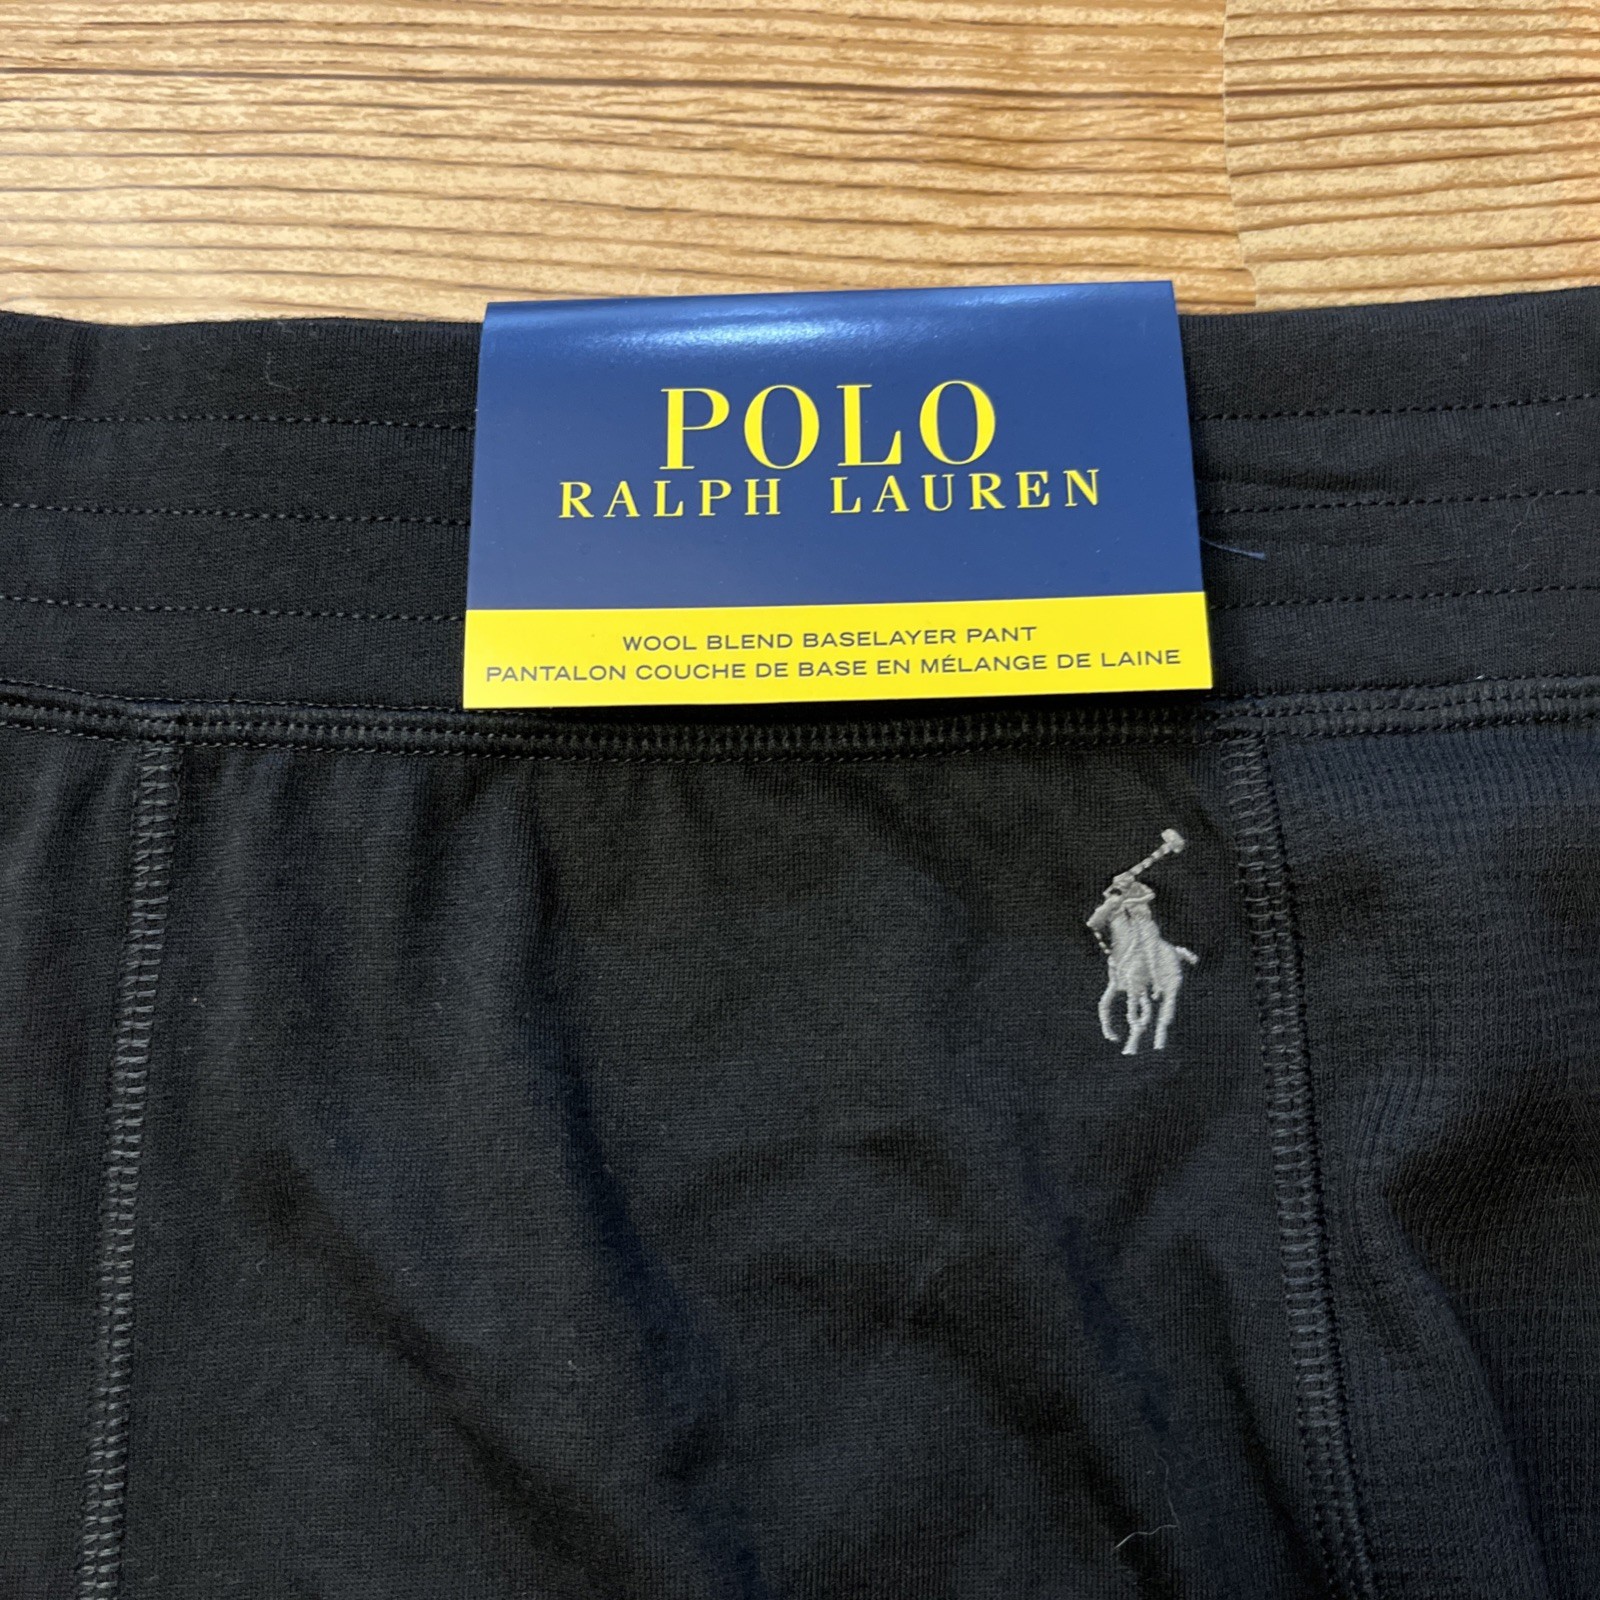 POLO
RALPH LAUREN
WOOL BLEND BASELAYER PANT
PANTALON COUCHE DE BASE EN MÉLANGE DE LAINE